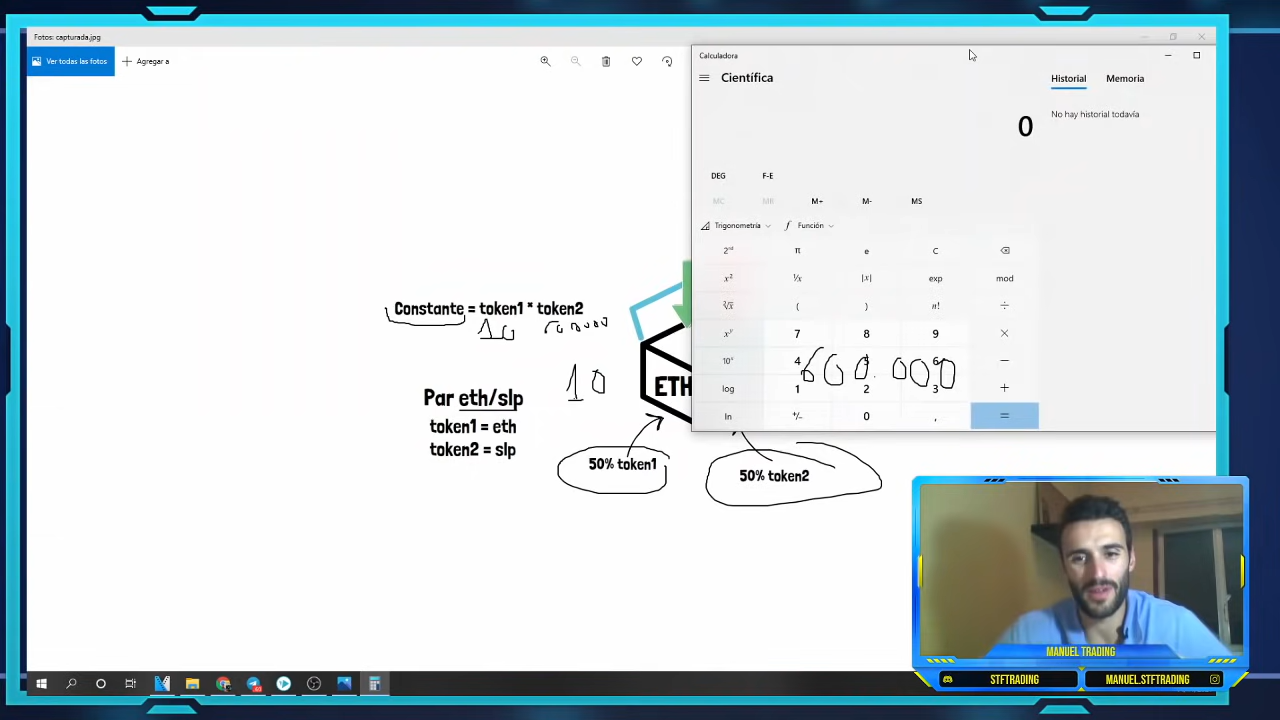 Fotos: capturada.jpg
Ver todas las fotos
Agregar a
Calculadora
Científica
Historial
Memoria
No hay historial todavía
0
DEG
F-E
MC
MR
M+
M-
MS
Trigonometría
Función
2ⁿᵈ
π
e
C
x²
¹/x
|x|
exp
mod
²√x
(
)
n!
÷
xʸ
7
8
9
×
10ˣ
4
5
6
−
log
1
2
3
+
ln
+/-
0
,
=
600.000
Constante = token1 * token2
10
10
ETH
Par eth/slp
token1 = eth
token2 = slp
50% token1
50% token2
MANUEL TRADING
STFTRADING
MANUEL.STFTRADING